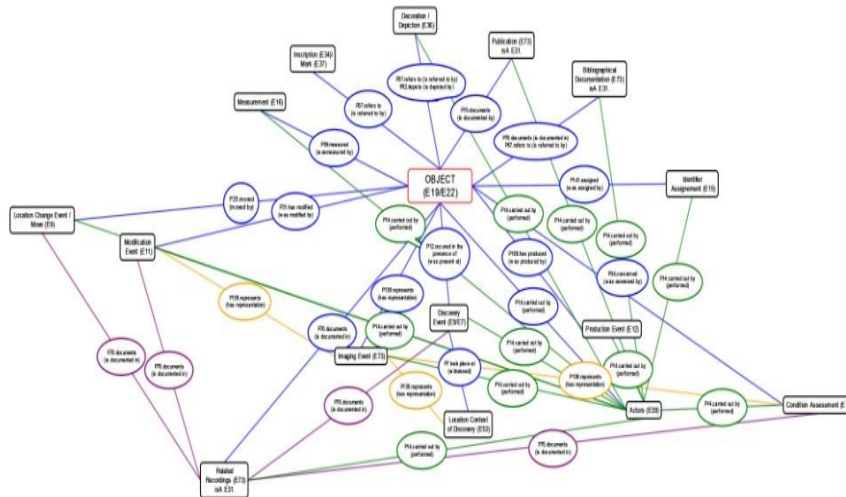 Decoration /
Depiction (E36)
Publication (E73)
isA E31.
Inscription (E34)/
Mark (E37)
Bibliographical
Documentation (E73)
isA E31.
P67 refers to (is referred to by)
P62 depicts (is depicted by)
Measurement (E16)
P67 refers to
(is referred to by)
P70 documents
(is documented by)
P70 documents (is documented in)
P67 refers to (is referred to by)
P39 measured
(was measured by)
OBJECT
(E19/E22)
Identifier
Assignement (E15)
P141 assigned
(was assigned by)
P25 moved
(moved by)
P31 has modified
(was modified by)
Location Change Event /
Move (E9)
P14 carried out by
(performed)
P14 carried out by
(performed)
P14 carried out by
(performed)
P14 carried out by
(performed)
Modification
Event (E11)
P12 occured in the
presence of
(was present at)
P108 has produced
(was produced by)
P34 concerned
(was assessed by)
P14 carried out by
(performed)
P138 represents
(has representation)
P138 represents
(has representation)
P14 carried out by
(performed)
Discovery
Event (E5/E7)
P70 documents
(is documented in)
P14 carried out by
(performed)
Production Event (E12)
P14 carried out by
(performed)
P70 documents
(is documented in)
P70 documents
(is documented in)
Imaging Event (E73)
P7 took place at
(witnessed)
P14 carried out by
(performed)
P14 carried out by
(performed)
P138 represents
(has representation)
P138 represents
(has representation)
P70 documents
(is documented in)
Location Context
of Discovery (E53)
Actors (E39)
P14 carried out by
(performed)
Condition Assessment (E
P14 carried out by
(performed)
P70 documents
(is documented in)
Related
Recordings (E73)
isA E31.